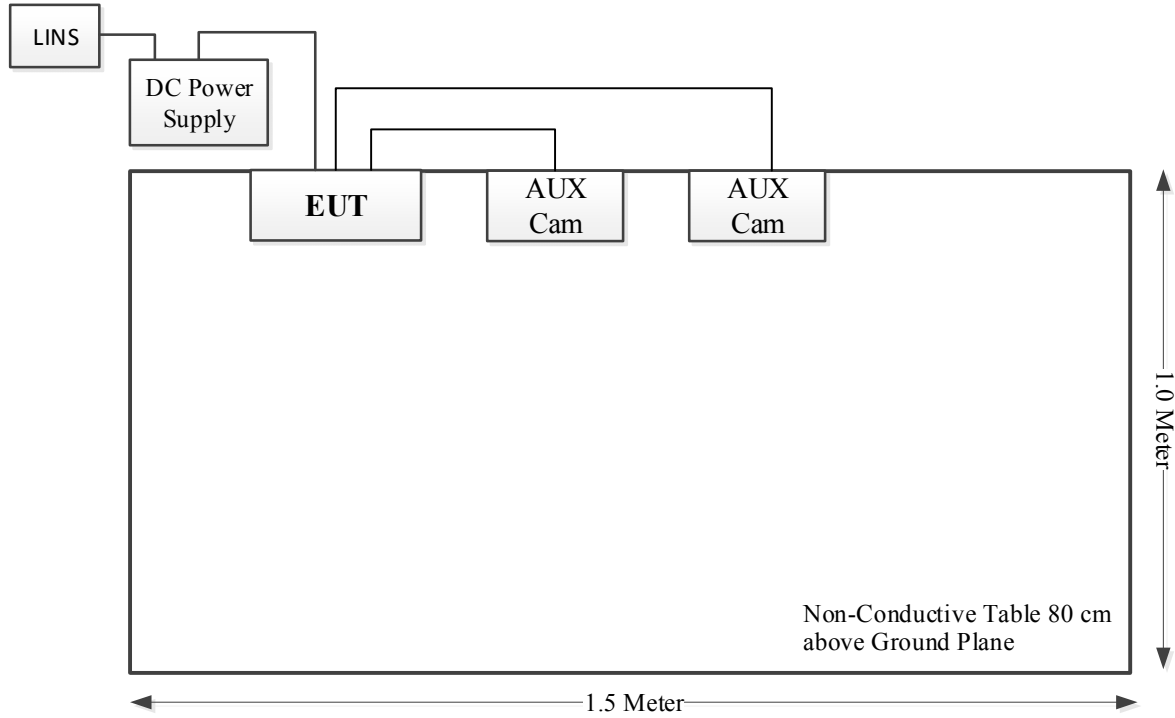 LINS
DC Power
Supply
EUT
AUX
Cam
AUX
Cam
1.0 Meter
Non-Conductive Table 80 cm
above Ground Plane
1.5 Meter